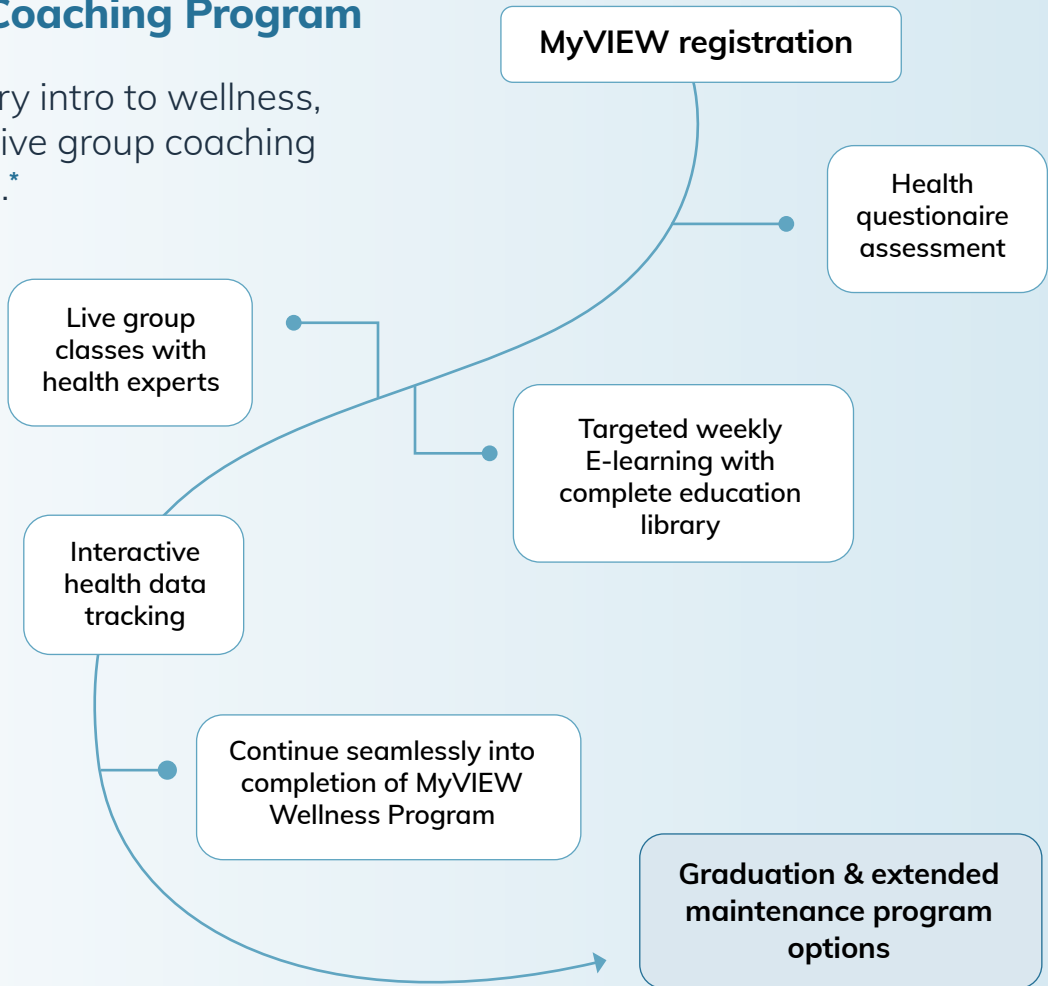 Coaching Program
ry intro to wellness,
ive group coaching
.*
MyVIEW registration
Health
questionaire
assessment
Live group
classes with
health experts
Targeted weekly
E-learning with
complete education
library
Interactive
health data
tracking
Continue seamlessly into
completion of MyVIEW
Wellness Program
Graduation & extended
maintenance program
options